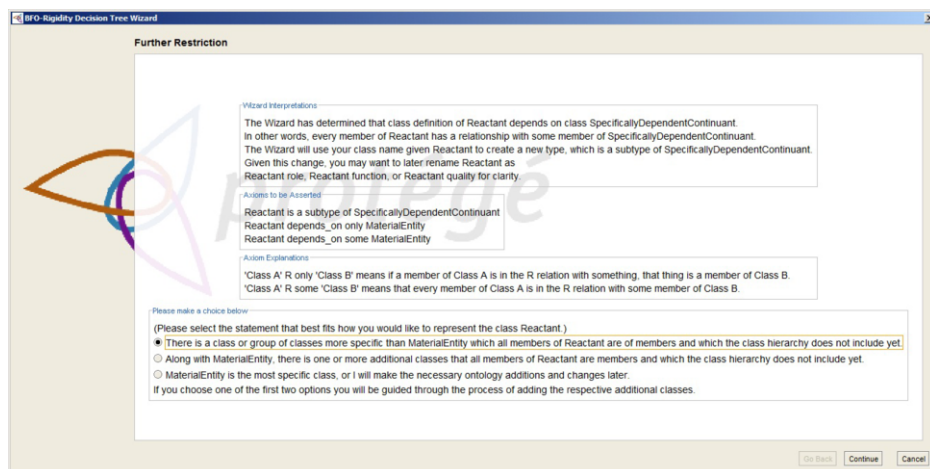 BFO-Rigidity Decision Tree Wizard
Further Restriction
Wizard Interpretations
The Wizard has determined that class definition of Reactant depends on class SpecificallyDependentContinuant.
In other words, every member of Reactant has a relationship with some member of SpecificallyDependentContinuant.
The Wizard will use your class name given Reactant to create a new type, which is a subtype of SpecificallyDependentContinuant.
Given this change, you may want to later rename Reactant as
Reactant role, Reactant function, or Reactant quality for clarity.
protégé
Axioms to be Asserted
Reactant is a subtype of SpecificallyDependentContinuant
Reactant depends_on only MaterialEntity
Reactant depends_on some MaterialEntity
Axiom Explanations
'Class A' R only 'Class B' means if a member of Class A is in the R relation with something, that thing is a member of Class B.
'Class A' R some 'Class B' means that every member of Class A is in the R relation with some member of Class B.
Please make a choice below
(Please select the statement that best fits how you would like to represent the class Reactant.)
There is a class or group of classes more specific than MaterialEntity which all members of Reactant are of members and which the class hierarchy does not include yet.
Along with MaterialEntity, there is one or more additional classes that all members of Reactant are members and which the class hierarchy does not include yet.
MaterialEntity is the most specific class, or I will make the necessary ontology additions and changes later.
If you choose one of the first two options you will be guided through the process of adding the respective additional classes.
Go Back Continue Cancel